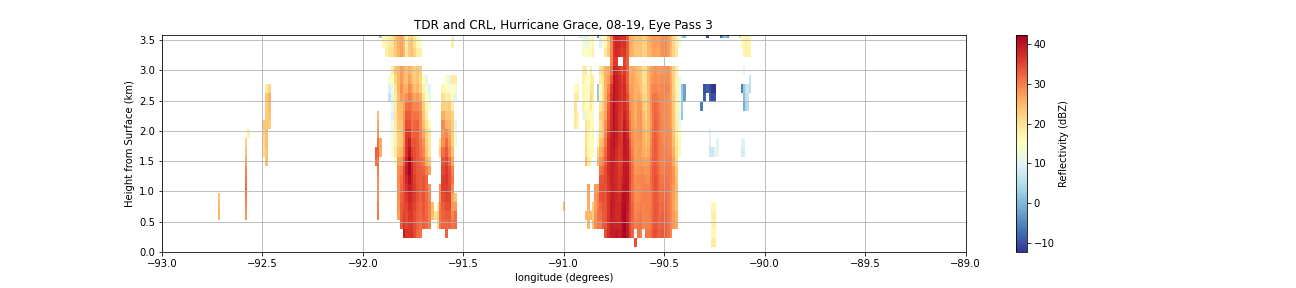 TDR and CRL, Hurricane Grace, 08-19, Eye Pass 3
Height from Surface (km)
3.5
3.0
2.5
2.0
1.5
1.0
0.5
0.0
−93.0 −92.5 −92.0 −91.5 −91.0 −90.5 −90.0 −89.5 −89.0
longitude (degrees)
40
30
20
10
0
−10
Reflectivity (dBZ)